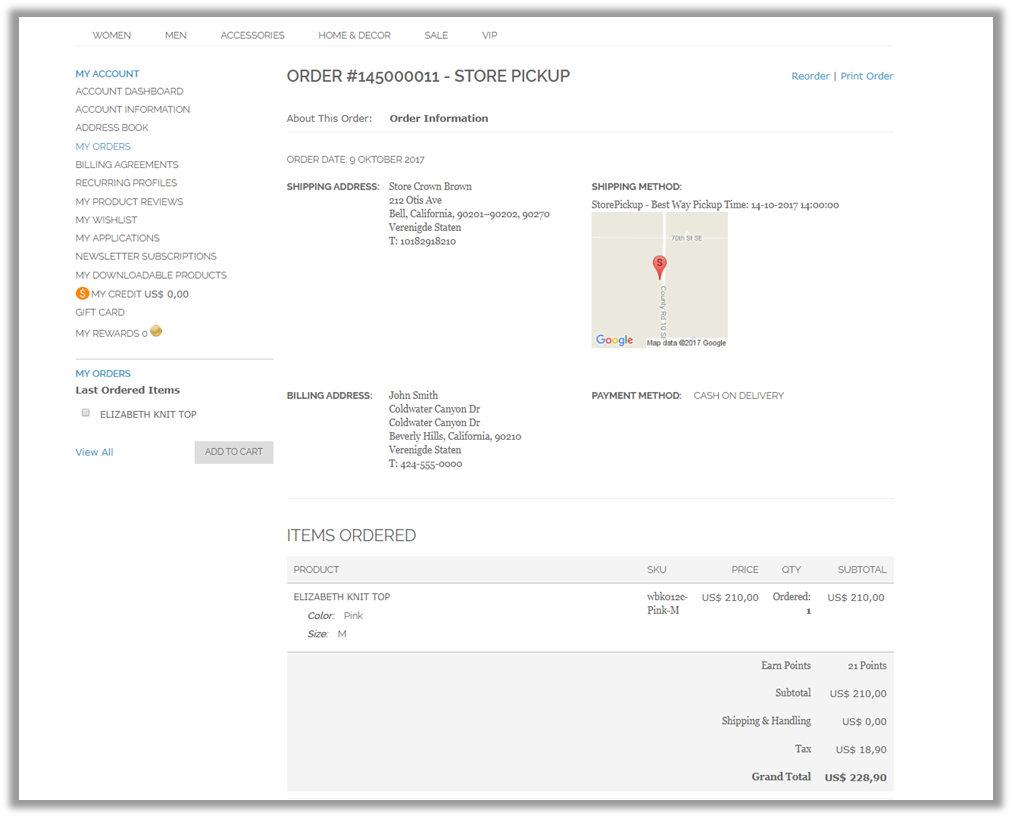 WOMEN MEN ACCESSORIES HOME & DECOR SALE VIP
MY ACCOUNT
ACCOUNT DASHBOARD
ACCOUNT INFORMATION
ADDRESS BOOK
MY ORDERS
BILLING AGREEMENTS
RECURRING PROFILES
MY PRODUCT REVIEWS
MY WISHLIST
MY APPLICATIONS
NEWSLETTER SUBSCRIPTIONS
MY DOWNLOADABLE PRODUCTS
$ MY CREDIT US$ 0,00
GIFT CARD
MY REWARDS 0
MY ORDERS
Last Ordered Items
ELIZABETH KNIT TOP
View All ADD TO CART
ORDER #145000011 - STORE PICKUP
Reorder | Print Order
About This Order: Order Information
ORDER DATE: 9 OKTOBER 2017
SHIPPING ADDRESS: Store Crown Brown
212 Otis Ave
Bell, California, 90201–90202, 90270
Verenigde Staten
T: 10182918210
SHIPPING METHOD:
StorePickup - Best Way Pickup Time: 14-10-2017 14:00:00
70th St SE
S
County Rd 10 S
Google Map data ©2017 Google
BILLING ADDRESS: John Smith
Coldwater Canyon Dr
Coldwater Canyon Dr
Beverly Hills, California, 90210
Verenigde Staten
T: 424-555-0000
PAYMENT METHOD: CASH ON DELIVERY
ITEMS ORDERED
PRODUCT SKU PRICE QTY SUBTOTAL
ELIZABETH KNIT TOP wbk012c- US$ 210,00 Ordered: US$ 210,00
Pink-M 1
Color: Pink
Size: M
Earn Points 21 Points
Subtotal US$ 210,00
Shipping & Handling US$ 0,00
Tax US$ 18,90
Grand Total US$ 228,90